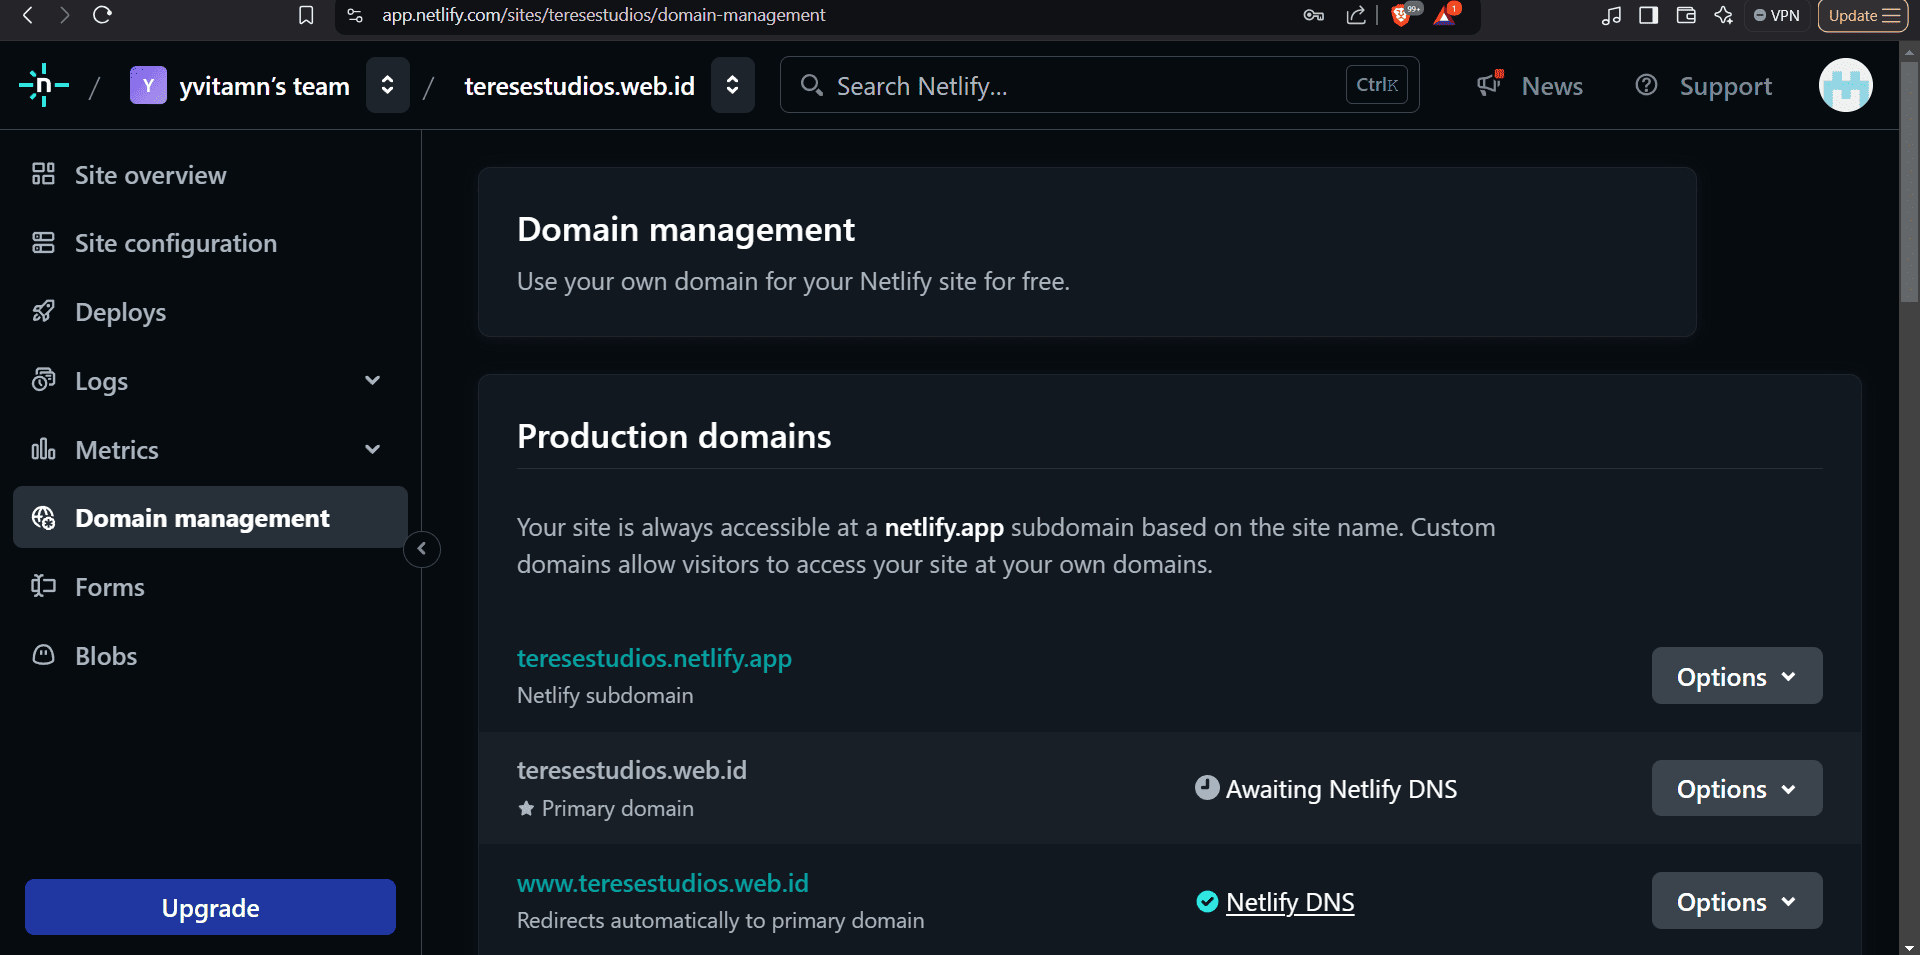 app.netlify.com/sites/teresestudios/domain-management
99+
1
VPN
Update
n
/
Y
yvitamn's team
/
teresestudios.web.id
Search Netlify...
CtrlK
News
Support
Site overview
Site configuration
Deploys
Logs
Metrics
Domain management
Forms
Blobs
Upgrade
Domain management
Use your own domain for your Netlify site for free.
Production domains
Your site is always accessible at a netlify.app subdomain based on the site name. Custom
domains allow visitors to access your site at your own domains.
teresestudios.netlify.app
Netlify subdomain
Options
teresestudios.web.id
★ Primary domain
Awaiting Netlify DNS
Options
www.teresestudios.web.id
Redirects automatically to primary domain
Netlify DNS
Options